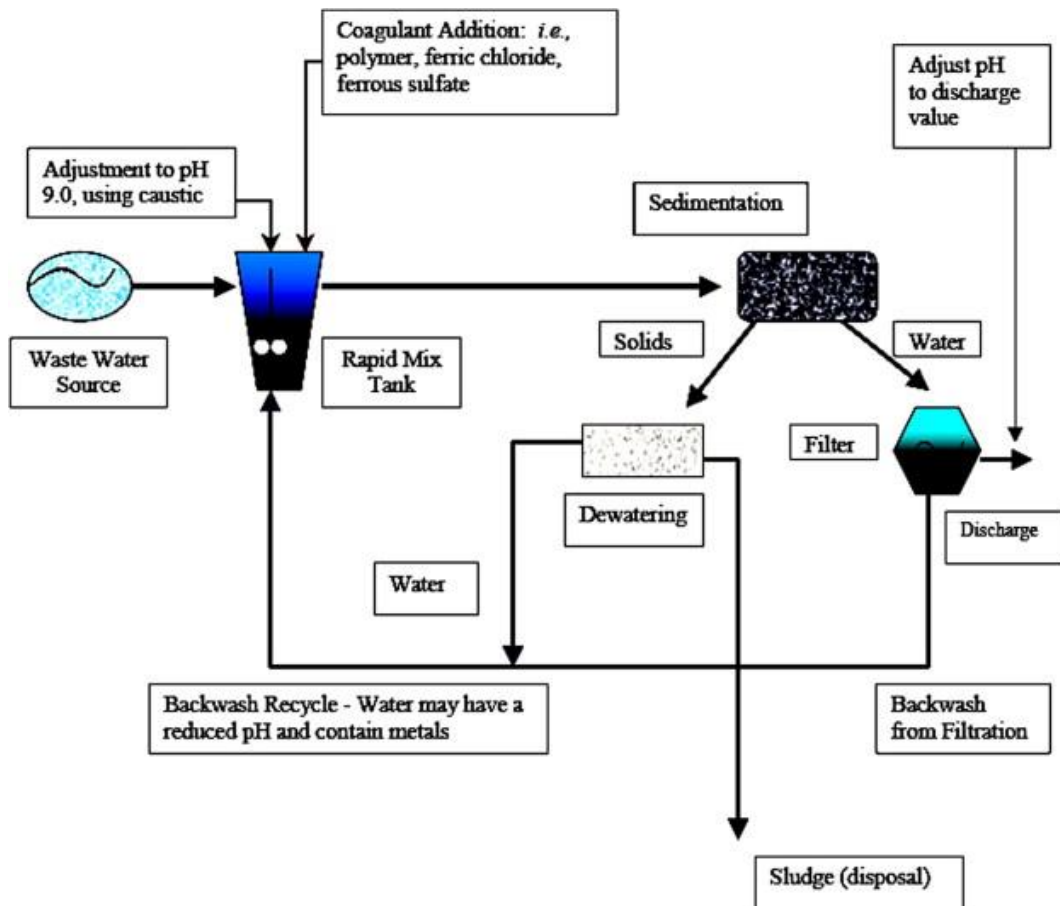 Coagulant Addition: i.e.,
polymer, ferric chloride,
ferrous sulfate
Adjust pH
to discharge
value
Adjustment to pH
9.0, using caustic
Sedimentation
Waste Water
Source
Rapid Mix
Tank
Solids
Water
Filter
Dewatering
Discharge
Water
Backwash Recycle - Water may have a
reduced pH and contain metals
Backwash
from Filtration
Sludge (disposal)